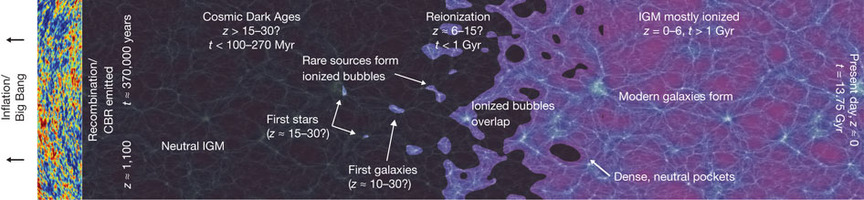 Inflation/
Big Bang
Recombination/
CBR emitted
z ≈ 1,100
t ≈ 370,000 years
Cosmic Dark Ages
z > 15–30?
t < 100–270 Myr
Rare sources form
ionized bubbles
First stars
(z ≈ 15–30?)
Neutral IGM
First galaxies
(z ≈ 10–30?)
Reionization
z ≈ 6–15?
t < 1 Gyr
Ionized bubbles
overlap
IGM mostly ionized
z = 0–6, t > 1 Gyr
Modern galaxies form
Dense, neutral pockets
Present day, z ≈ 0
t = 13.75 Gyr